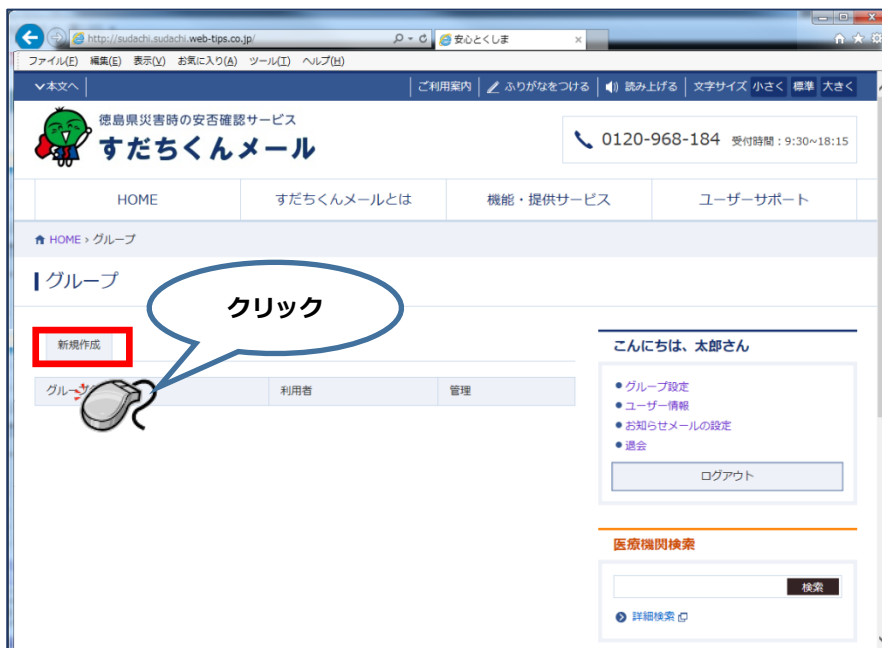 http://sudachi.sudachi.web-tips.co.jp/
安心とくしま
ファイル(F) 編集(E) 表示(V) お気に入り(A) ツール(T) ヘルプ(H)
本文へ
ご利用案内 ふりがなをつける 読み上げる 文字サイズ 小さく 標準 大きく
徳島県災害時の安否確認サービス
すだちくんメール
0120-968-184 受付時間:9:30~18:15
HOME すだちくんメールとは 機能・提供サービス ユーザーサポート
HOME › グループ
グループ
クリック
新規作成
グループ
利用者 管理
こんにちは、太郎さん
グループ設定
ユーザー情報
お知らせメールの設定
退会
ログアウト
医療機関検索
検索
詳細検索